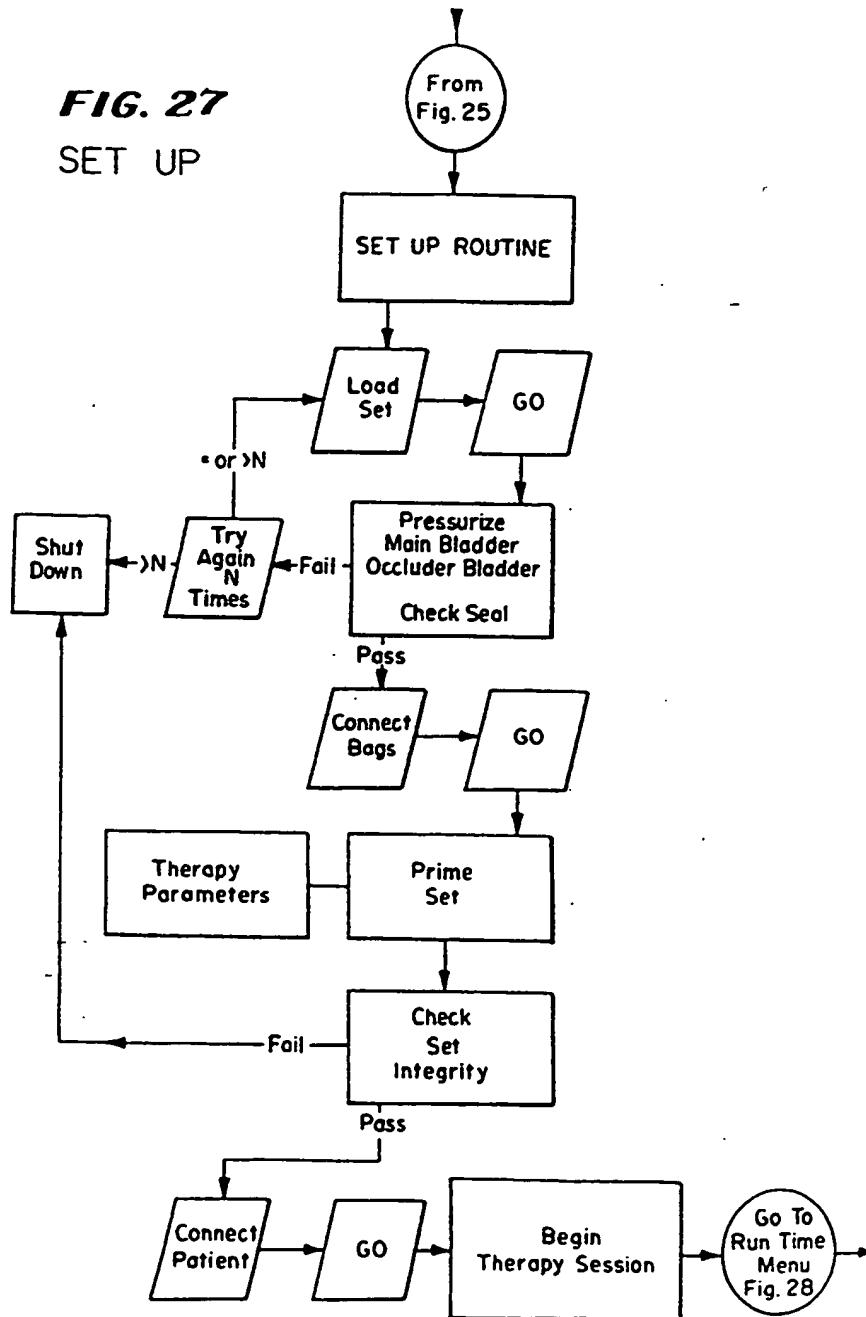 FIG. 27
SET UP
From
Fig. 25
SET UP ROUTINE
Load
Set
GO
= or >N
Pressurize
Main Bladder
Occluder Bladder
Check Seal
Fail
Try
Again
N
Times
>N
Shut
Down
Pass
Connect
Bags
GO
Therapy
Parameters
Prime
Set
Check
Set
Integrity
Fail
Pass
Connect
Patient
GO
Begin
Therapy Session
Go To
Run Time
Menu
Fig. 28